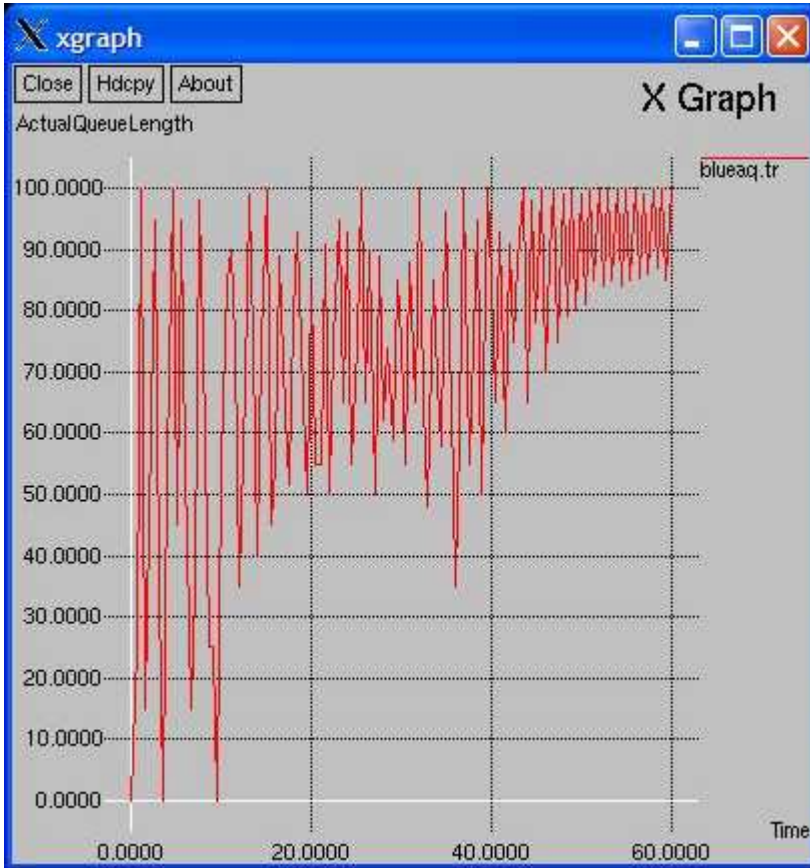 xgraph
Close Hdcpy About
X Graph
ActualQueueLength
blueaq.tr
100.0000
90.0000
80.0000
70.0000
60.0000
50.0000
40.0000
30.0000
20.0000
10.0000
0.0000
Time
0.0000 20.0000 40.0000 60.0000